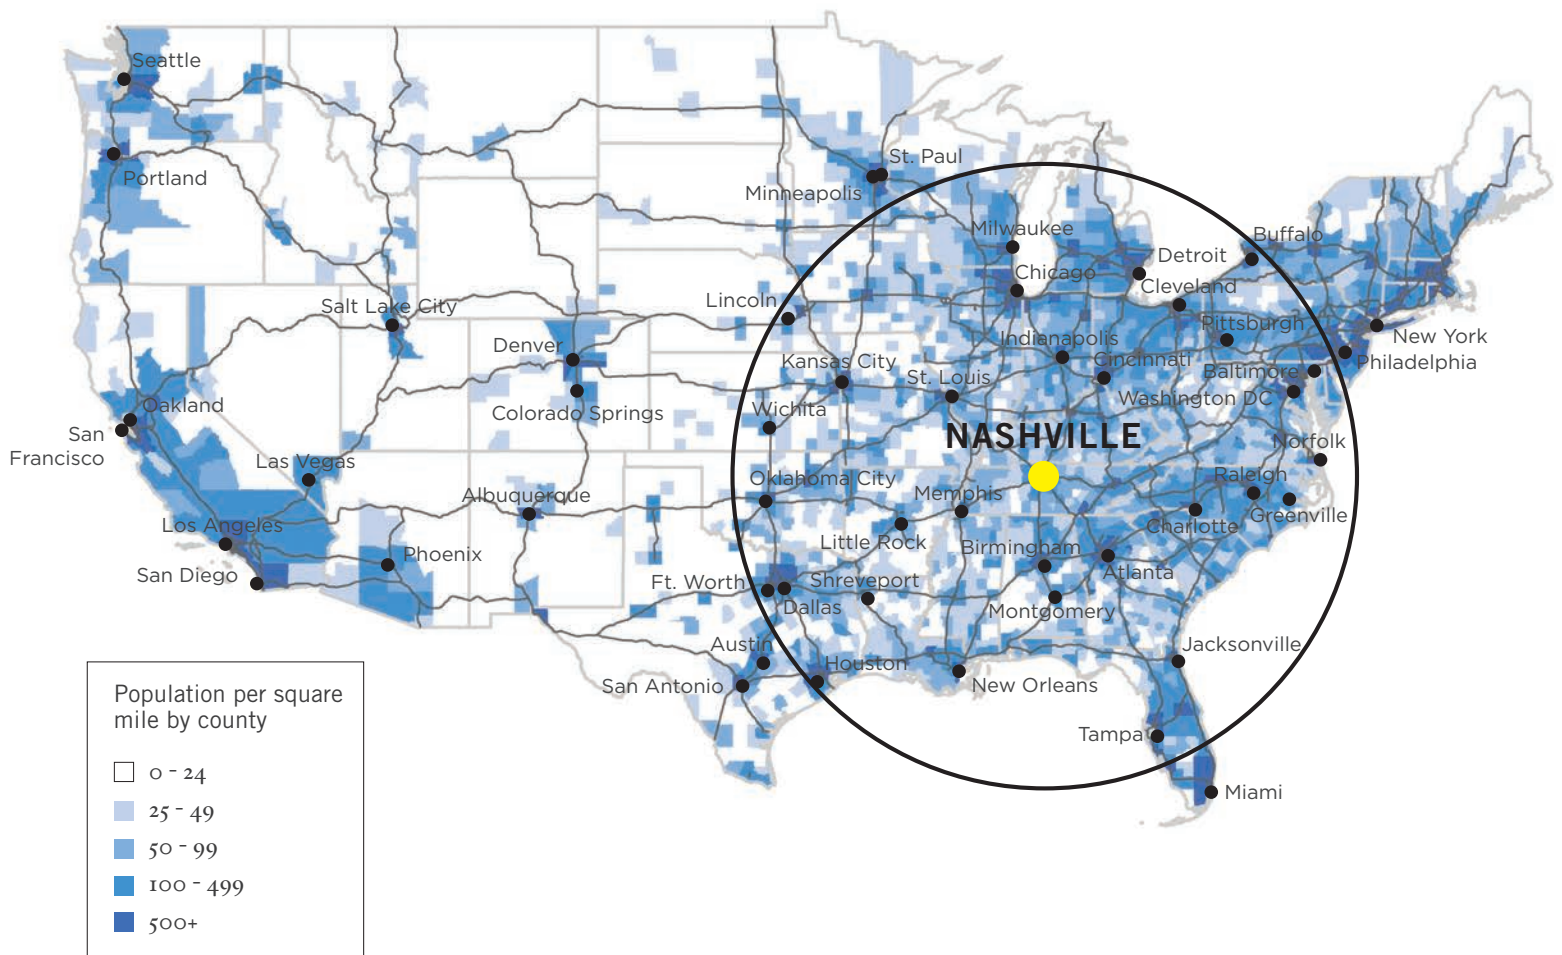 Seattle
Portland
St. Paul
Minneapolis
Milwaukee
Buffalo
Detroit
Chicago
Cleveland
Lincoln
Salt Lake City
Pittsburgh
Indianapolis
New York
Denver
Kansas City
Cincinnati
Philadelphia
Baltimore
St. Louis
Washington DC
Oakland
Colorado Springs
Wichita
San
Francisco
NASHVILLE
Norfolk
Las Vegas
Raleigh
Oklahoma City
Memphis
Albuquerque
Greenville
Los Angeles
Charlotte
Little Rock
Birmingham
Phoenix
Atlanta
San Diego
Ft. Worth
Shreveport
Dallas
Montgomery
Austin
Jacksonville
Houston
San Antonio
New Orleans
Tampa
Miami
Population per square
mile by county
0 - 24
25 - 49
50 - 99
100 - 499
500+